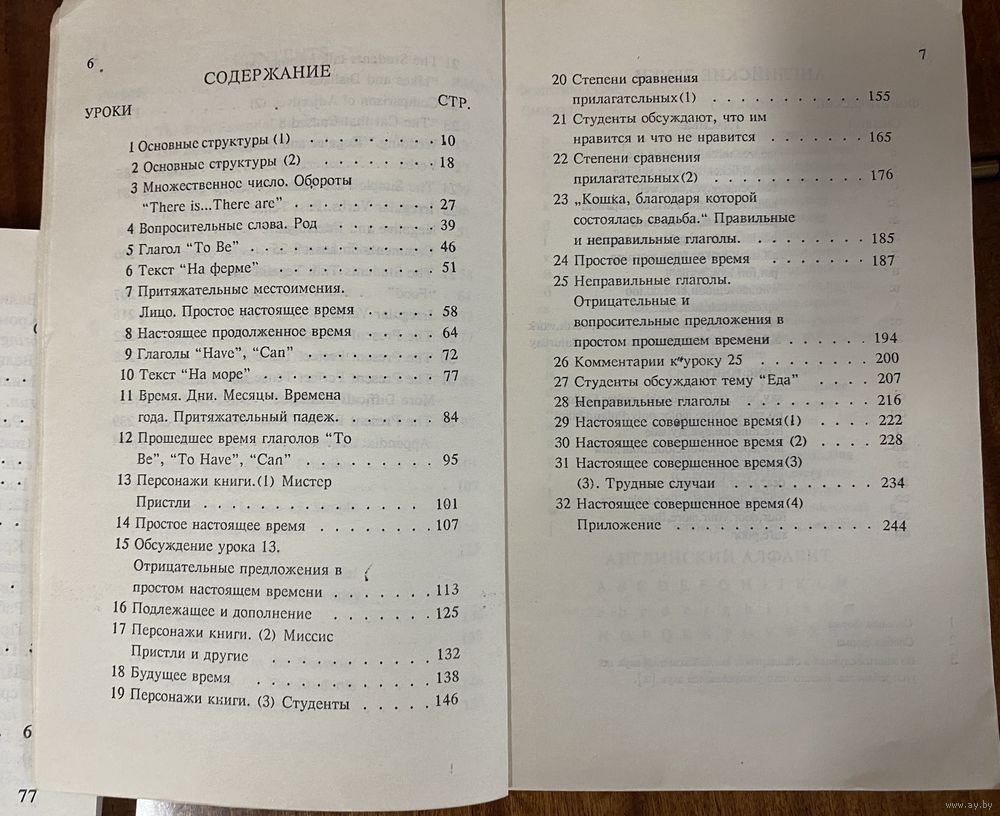 6
СОДЕРЖАНИЕ
УРОКИ СТР.
1 Основные структуры (1) . . . . . . . . 10
2 Основные структуры (2) . . . . . . . . 18
3 Множественное число. Обороты
“There is...There are” . . . . . . . . . 27
4 Вопросительные слова. Род . . . . . . 39
5 Глагол “To Be” . . . . . . . . . . . . 46
6 Текст “На ферме” . . . . . . . . . . . 51
7 Притяжательные местоимения.
Лицо. Простое настоящее время . . . . . 58
8 Настоящее продолженное время . . . . . 64
9 Глаголы “Have”, “Can” . . . . . . . . 72
10 Текст “На море” . . . . . . . . . . . 77
11 Время. Дни. Месяцы. Времена
года. Притяжательный падеж. . . . . . . 84
12 Прошедшее время глаголов “To
Be”, “To Have”, “Can” . . . . . . . . . 95
13 Персонажи книги.(1) Мистер
Пристли . . . . . . . . . . . . . . 101
14 Простое настоящее время . . . . . . . 107
15 Обсуждение урока 13.
Отрицательные предложения в
простом настоящем времени . . . . . . . 113
16 Подлежащее и дополнение . . . . . . . 125
17 Персонажи книги. (2) Миссис
Пристли и другие . . . . . . . . . . 132
18 Будущее время . . . . . . . . . . . 138
19 Персонажи книги. (3) Студенты . . . . . 146
7
20 Степени сравнения
прилагательных(1) . . . . . . . . . . . 155
21 Студенты обсуждают, что им
нравится и что не нравится . . . . . . . 165
22 Степени сравнения
прилагательных(2) . . . . . . . . . . . 176
23 „Кошка, благодаря которой
состоялась свадьба.“ Правильные
и неправильные глаголы. . . . . . . . . 185
24 Простое прошедшее время . . . . . . . 187
25 Неправильные глаголы.
Отрицательные и
вопросительные предложения в
простом прошедшем времени . . . . . . 194
26 Комментарии к уроку 25 . . . . . . . 200
27 Студенты обсуждают тему “Еда” . . . . 207
28 Неправильные глаголы . . . . . . . . 216
29 Настоящее совершенное время(1) . . . . 222
30 Настоящее совершенное время (2) . . . . 228
31 Настоящее совершенное время(3)
(3). Трудные случаи . . . . . . . . . . 234
32 Настоящее совершенное время(4)
Приложение . . . . . . . . . . . . . 244
6
77
www.ay.by